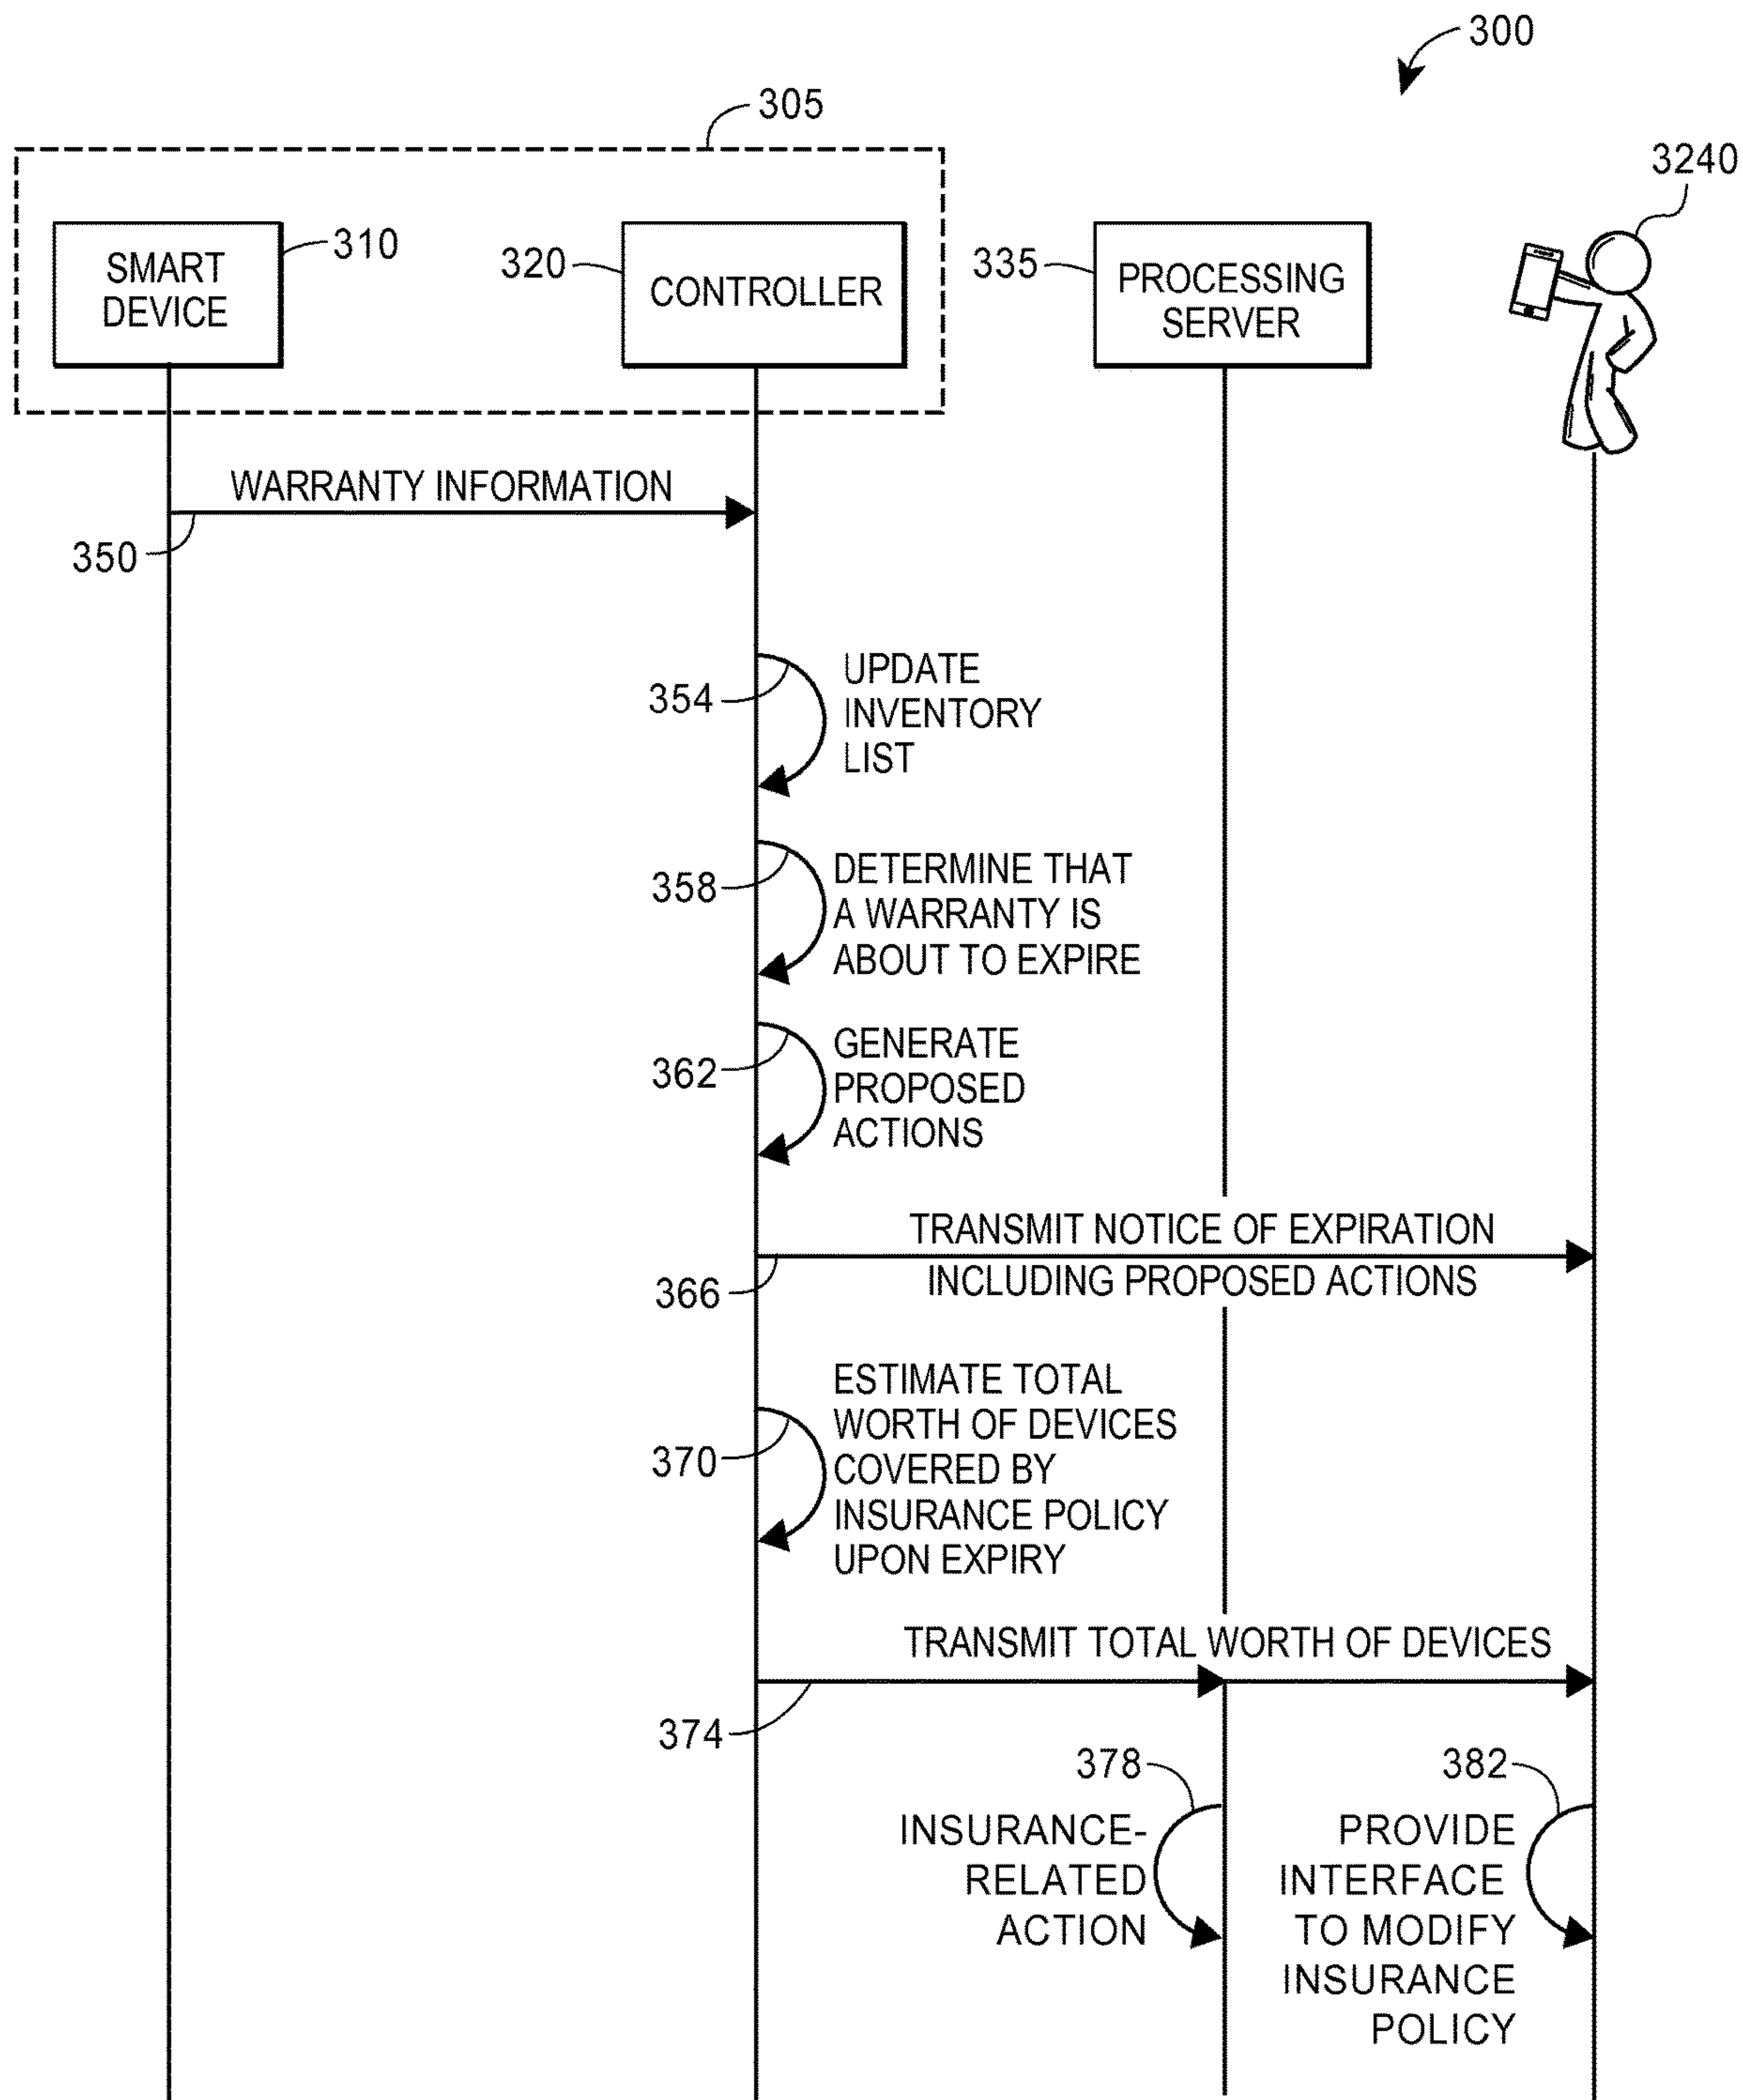 300
305
3240
SMART
DEVICE
310
320
CONTROLLER
335
PROCESSING
SERVER
WARRANTY INFORMATION
350
354
UPDATE
INVENTORY
LIST
358
DETERMINE THAT
A WARRANTY IS
ABOUT TO EXPIRE
362
GENERATE
PROPOSED
ACTIONS
TRANSMIT NOTICE OF EXPIRATION
INCLUDING PROPOSED ACTIONS
366
370
ESTIMATE TOTAL
WORTH OF DEVICES
COVERED BY
INSURANCE POLICY
UPON EXPIRY
TRANSMIT TOTAL WORTH OF DEVICES
374
378
INSURANCE-
RELATED
ACTION
382
PROVIDE
INTERFACE
TO MODIFY
INSURANCE
POLICY